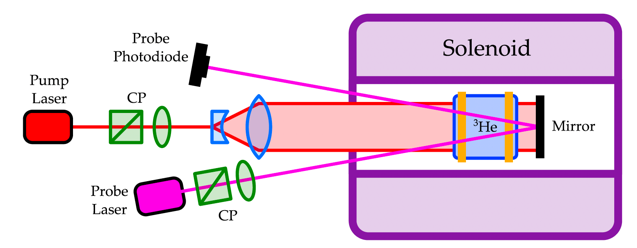 Probe
Photodiode
Solenoid
Pump
Laser
CP
³He
Mirror
Probe
Laser
CP